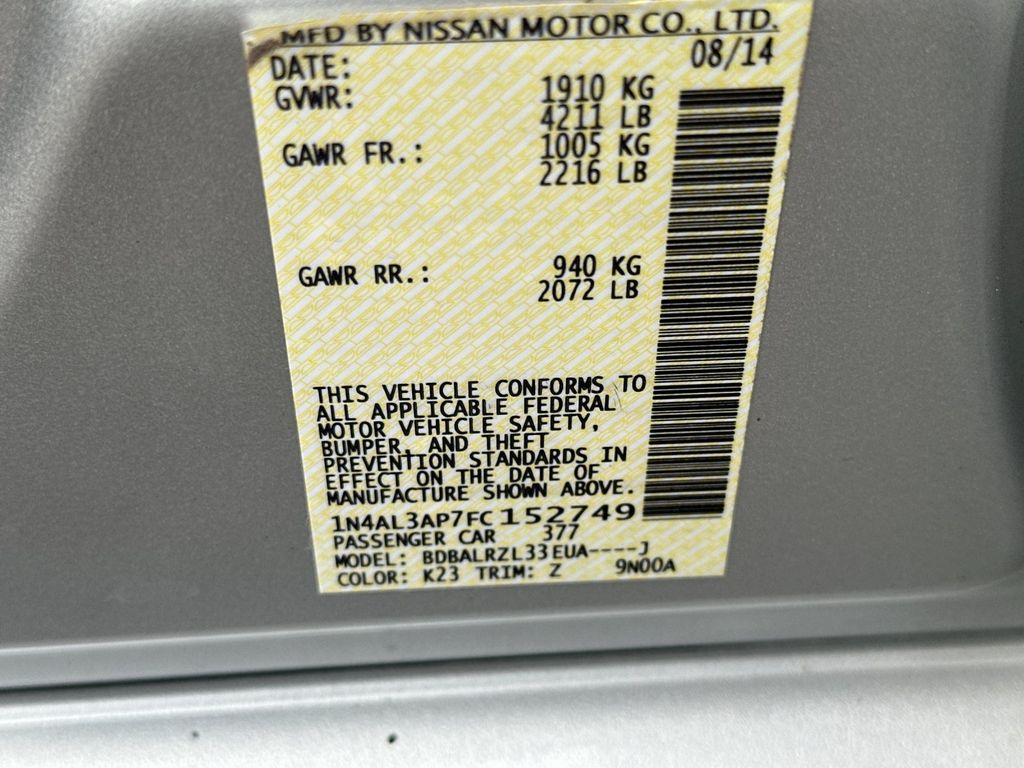 MFD BY NISSAN MOTOR CO., LTD.
DATE: 08/14
GVWR: 1910 KG
4211 LB
GAWR FR.: 1005 KG
2216 LB
GAWR RR.: 940 KG
2072 LB
THIS VEHICLE CONFORMS TO
ALL APPLICABLE FEDERAL
MOTOR VEHICLE SAFETY,
BUMPER, AND THEFT
PREVENTION STANDARDS IN
EFFECT ON THE DATE OF
MANUFACTURE SHOWN ABOVE.
1N4AL3AP7FC152749
PASSENGER CAR 377
MODEL: BDBALRZL33EUA----J
COLOR: K23 TRIM: Z 9N00A